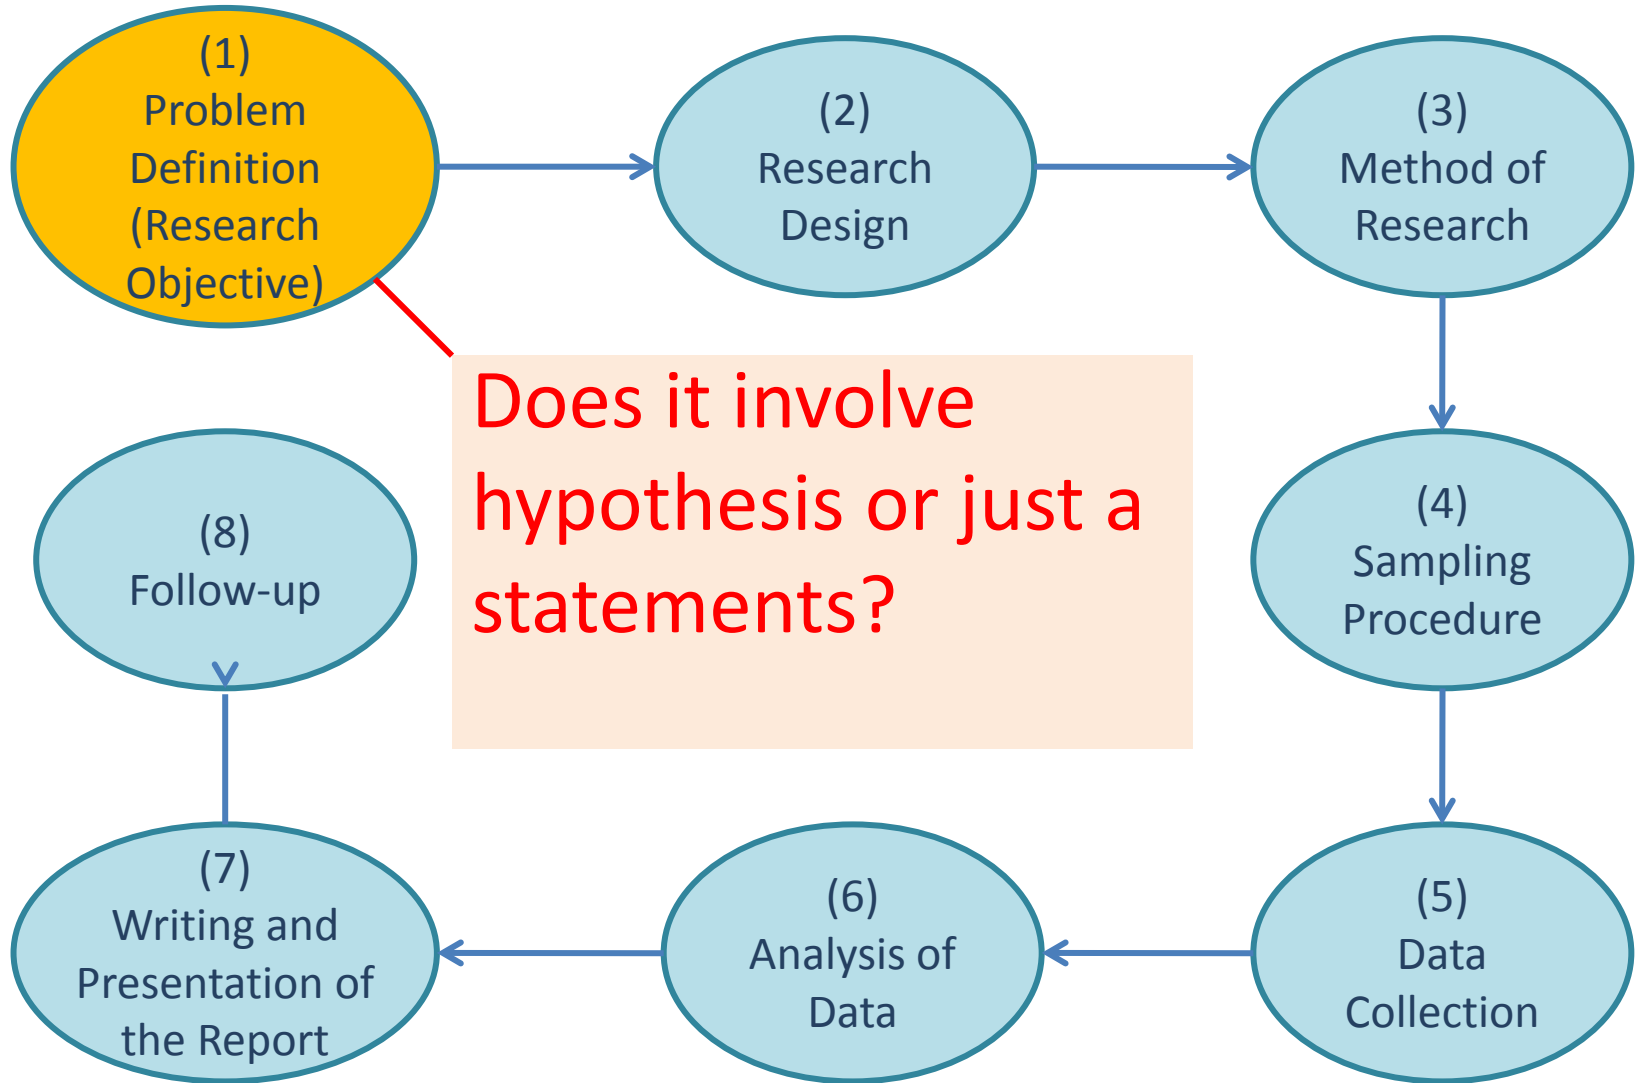 (1)
Problem
Definition
(Research
Objective)
(2)
Research
Design
(3)
Method of
Research
Does it involve
hypothesis or just a
statements?
(4)
Sampling
Procedure
(5)
Data
Collection
(6)
Analysis of
Data
(7)
Writing and
Presentation of
the Report
(8)
Follow-up